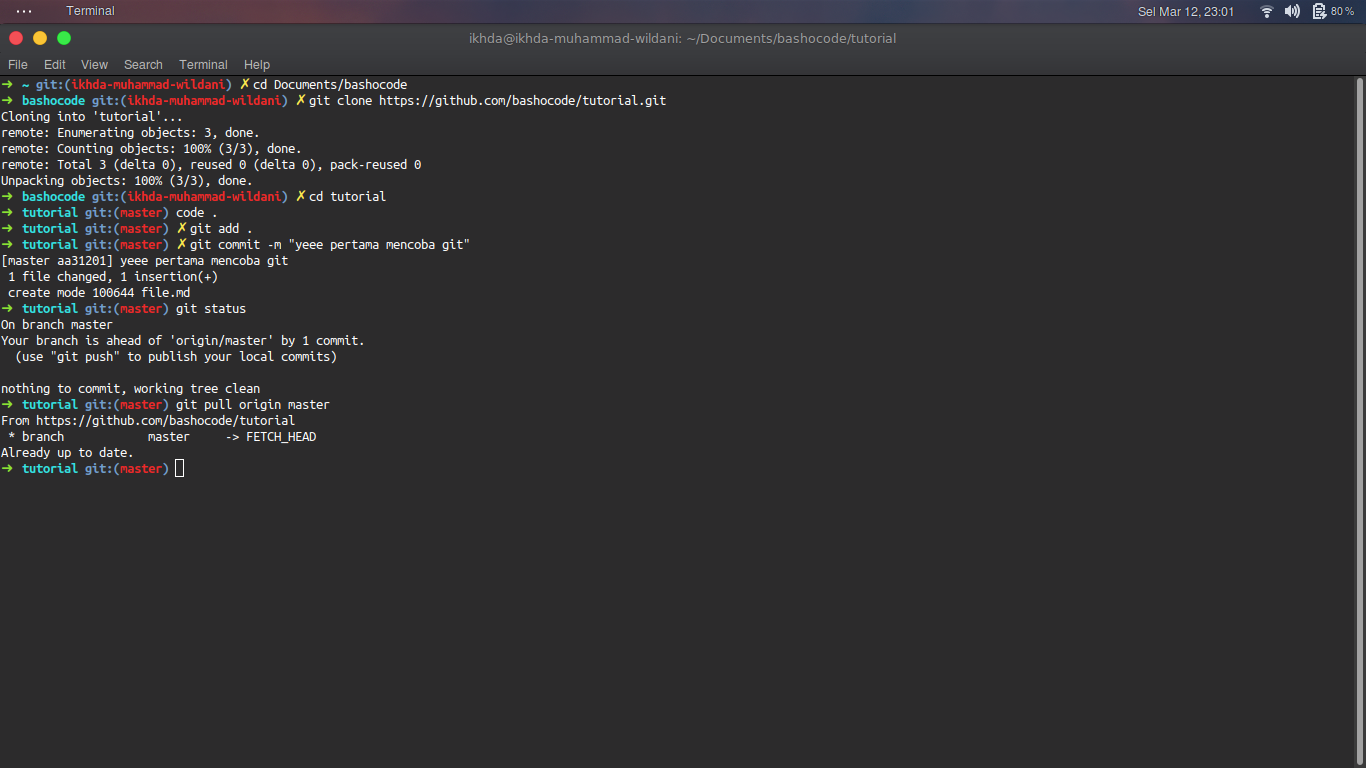 Terminal
Sel Mar 12, 23:01
80 %
ikhda@ikhda-muhammad-wildani: ~/Documents/bashocode/tutorial
File Edit View Search Terminal Help
➜ ~ git:(ikhda-muhammad-wildani) ✗ cd Documents/bashocode
➜ bashocode git:(ikhda-muhammad-wildani) ✗ git clone https://github.com/bashocode/tutorial.git
Cloning into 'tutorial'...
remote: Enumerating objects: 3, done.
remote: Counting objects: 100% (3/3), done.
remote: Total 3 (delta 0), reused 0 (delta 0), pack-reused 0
Unpacking objects: 100% (3/3), done.
➜ bashocode git:(ikhda-muhammad-wildani) ✗ cd tutorial
➜ tutorial git:(master) code .
➜ tutorial git:(master) ✗ git add .
➜ tutorial git:(master) ✗ git commit -m "yeee pertama mencoba git"
[master aa31201] yeee pertama mencoba git
 1 file changed, 1 insertion(+)
 create mode 100644 file.md
➜ tutorial git:(master) git status
On branch master
Your branch is ahead of 'origin/master' by 1 commit.
  (use "git push" to publish your local commits)
nothing to commit, working tree clean
➜ tutorial git:(master) git pull origin master
From https://github.com/bashocode/tutorial
 * branch            master     -> FETCH_HEAD
Already up to date.
➜ tutorial git:(master)